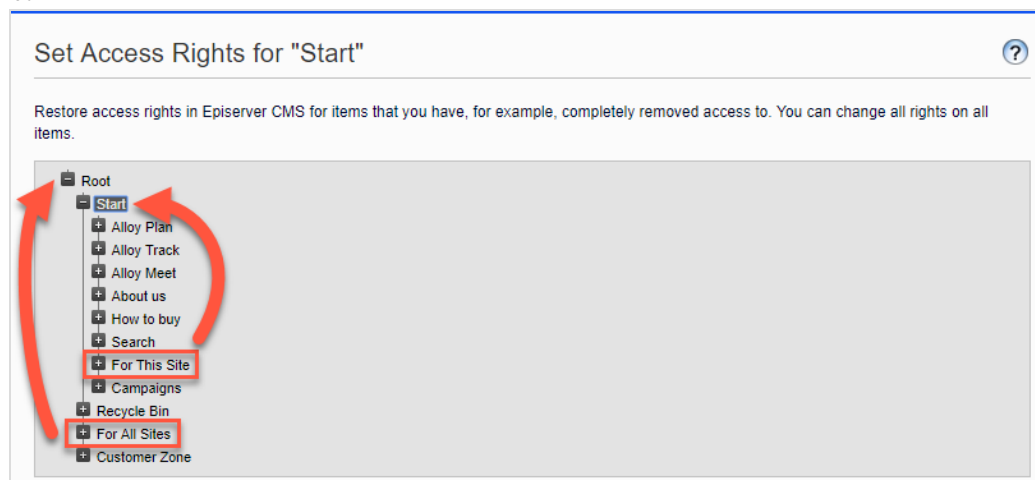 Set Access Rights for "Start"
?
Restore access rights in Episerver CMS for items that you have, for example, completely removed access to. You can change all rights on all
items.
Root
Start
Alloy Plan
Alloy Track
Alloy Meet
About us
How to buy
Search
For This Site
Campaigns
Recycle Bin
For All Sites
Customer Zone